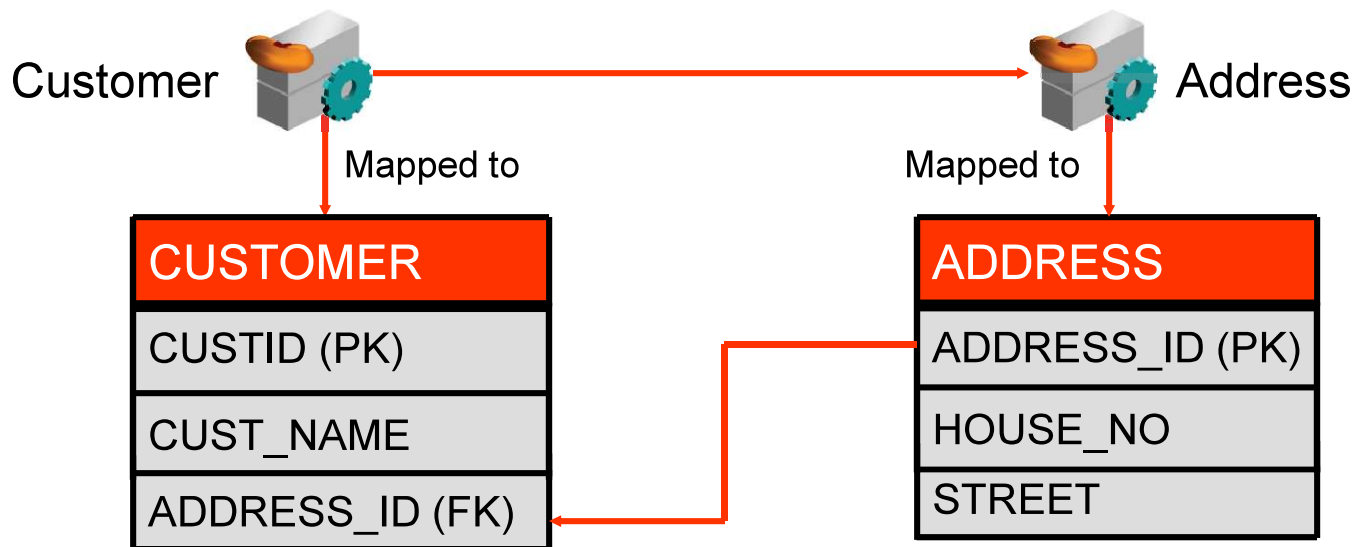 Customer
Address
Mapped to
Mapped to
CUSTOMER
CUSTID (PK)
CUST_NAME
ADDRESS_ID (FK)
ADDRESS
ADDRESS_ID (PK)
HOUSE_NO
STREET